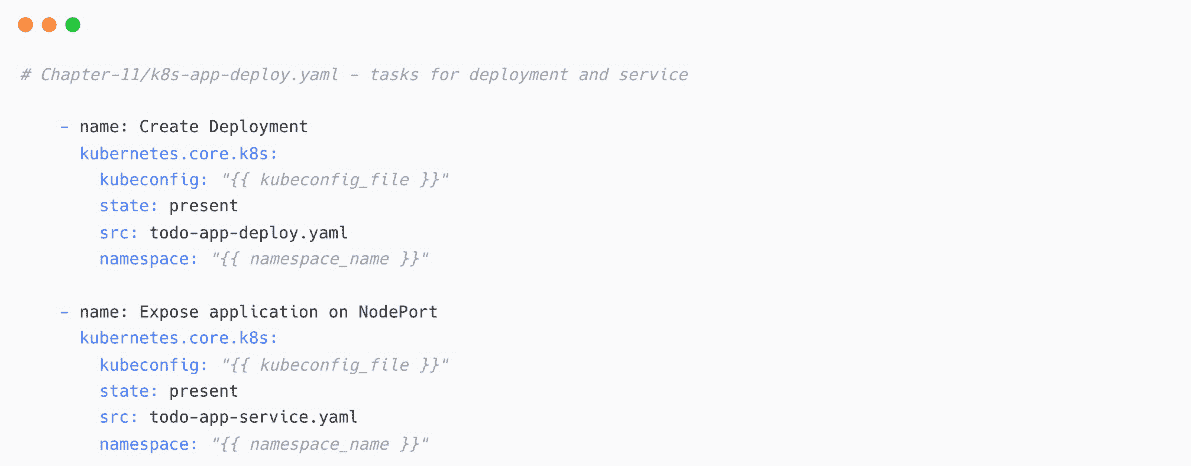 # Chapter-11/k8s-app-deploy.yaml - tasks for deployment and service
- name: Create Deployment
kubernetes.core.k8s:
kubeconfig: "{{ kubeconfig_file }}"
state: present
src: todo-app-deploy.yaml
namespace: "{{ namespace_name }}"
- name: Expose application on NodePort
kubernetes.core.k8s:
kubeconfig: "{{ kubeconfig_file }}"
state: present
src: todo-app-service.yaml
namespace: "{{ namespace_name }}"